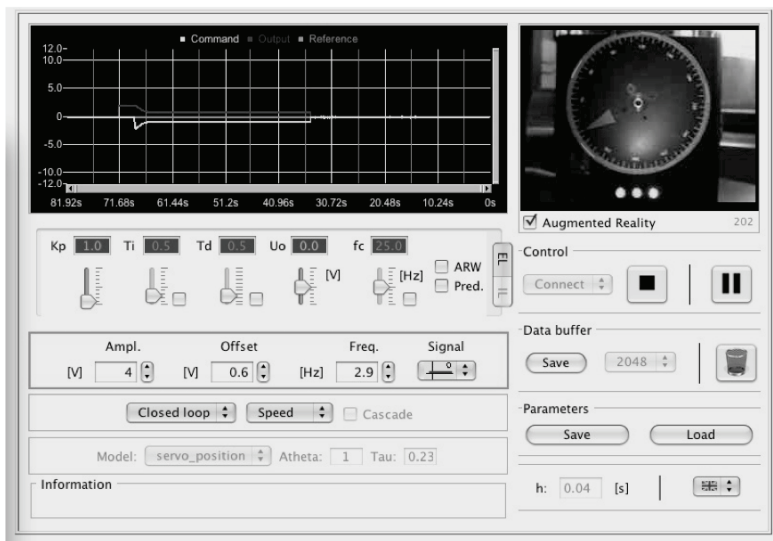 Command Output Reference
12.0
10.0
5.0
0
-5.0
-10.0
-12.0
81.92s 71.68s 61.44s 51.2s 40.96s 30.72s 20.48s 10.24s 0s
Augmented Reality 202
Kp 1.0 Ti 0.5 Td 0.5 Uo 0.0 fc 25.0
[V] [Hz]
ARW
Pred.
EL
IL
Control
Connect
Ampl. Offset Freq. Signal
[V] 4 [V] 0.6 [Hz] 2.9 0
Data buffer
Save 2048
Closed loop Speed Cascade
Parameters
Save Load
Model: servo_position Atheta: 1 Tau: 0.23
Information
h: 0.04 [s]